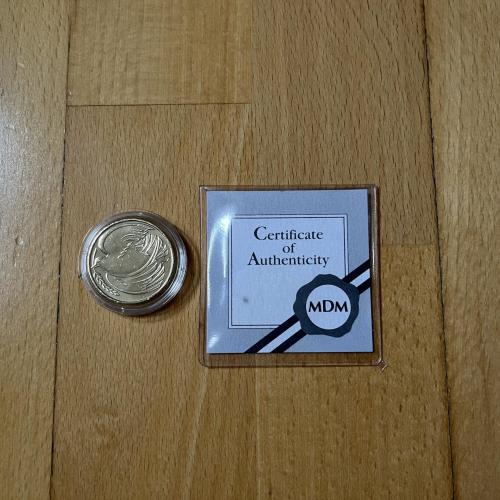 Certificate
of
Authenticity
MDM